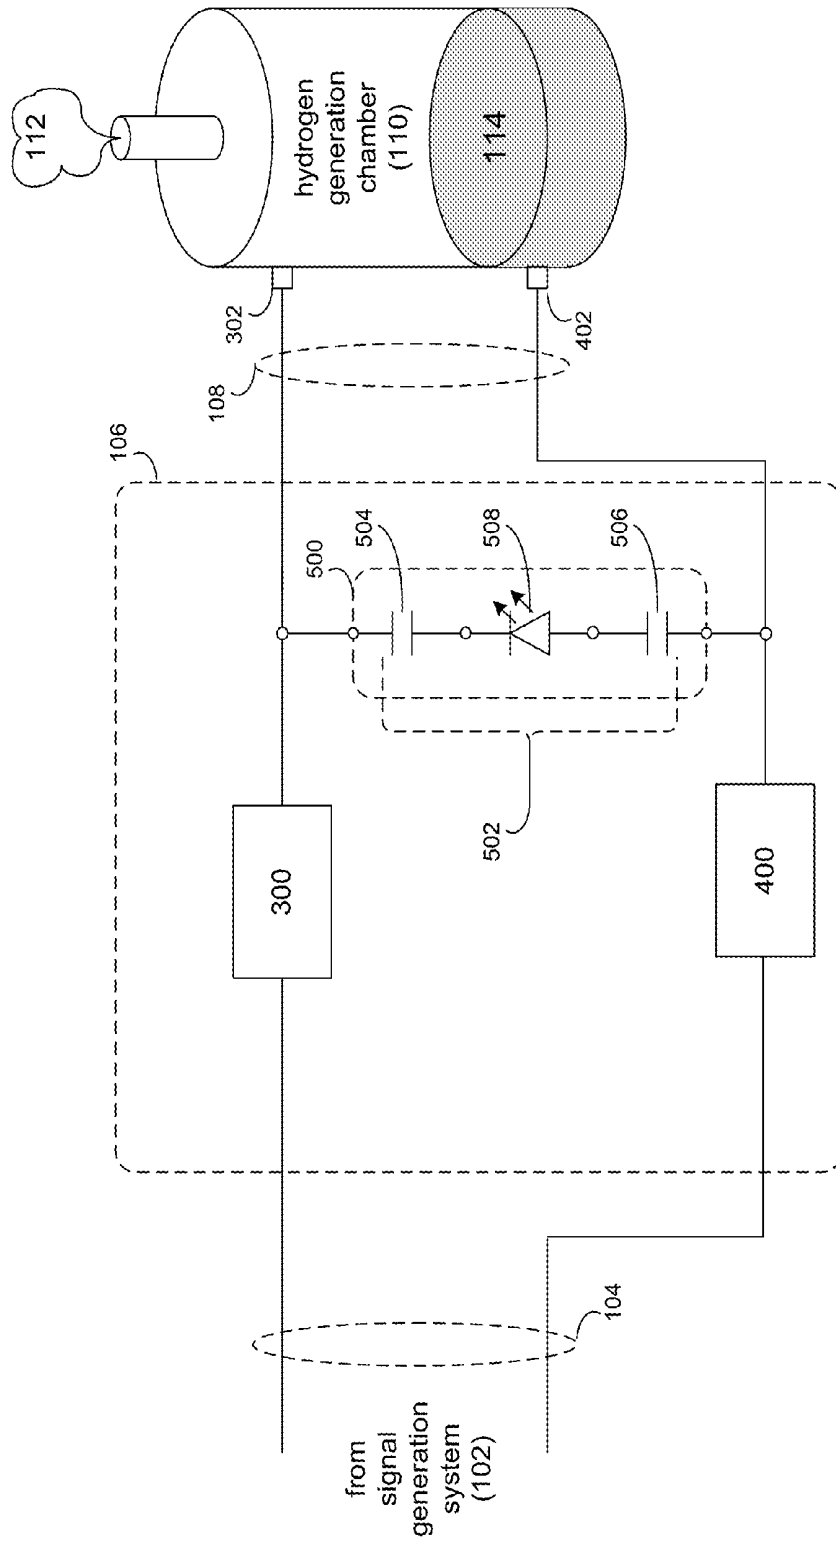 112
hydrogen
generation
chamber
(110)
114
302
402
108
106
500
504
508
506
502
300
400
104
from
signal
generation
system
(102)